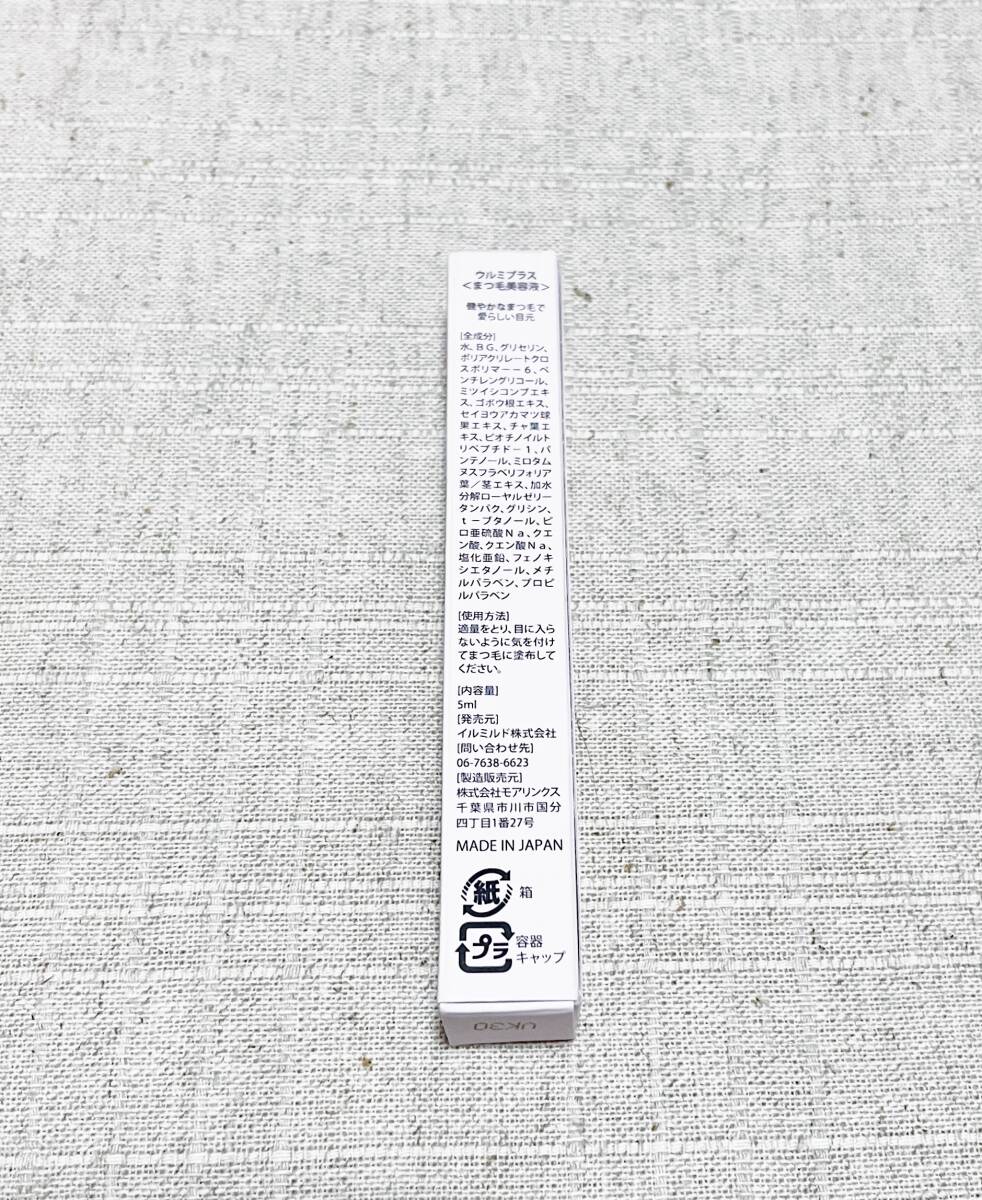 ウルミプラス
＜まつ毛美容液＞
健やかなまつ毛で
愛らしい目元
[全成分]
水、BG、グリセリン、
ポリアクリレートクロ
スポリマー－6、ペ
ンチレングリコール、
ミツイシコンブエキ
ス、ゴボウ根エキス、
セイヨウアカマツ球
果エキス、チャ葉エ
キス、ビオチノイルト
リペプチド－1、パ
ンテノール、ミロタム
ヌスフラベリフォリア
葉／茎エキス、加水
分解ローヤルゼリー
タンパク、グリシン、
t－ブタノール、ピ
ロ亜硫酸Na、クエ
ン酸、クエン酸Na、
塩化亜鉛、フェノキ
シエタノール、メチ
ルパラベン、プロピ
ルパラベン
[使用方法]
適量をとり、目に入ら
ないように気を付け
てまつ毛に塗布して
ください。
[内容量]
5ml
[発売元]
イルミルド株式会社
[問い合わせ先]
06-7638-6623
[製造販売元]
株式会社モアリンクス
千葉県市川市国分
四丁目1番27号
MADE IN JAPAN
紙 箱
プラ 容器
キャップ
UK30